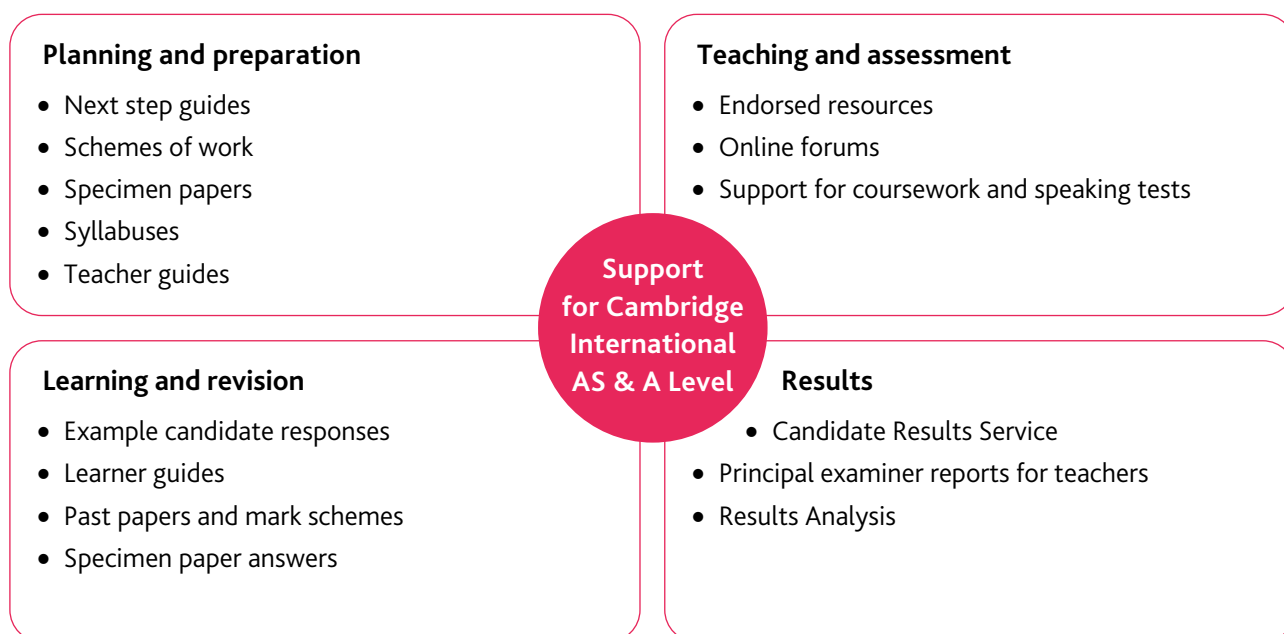 Planning and preparation
• Next step guides
• Schemes of work
• Specimen papers
• Syllabuses
• Teacher guides
Teaching and assessment
• Endorsed resources
• Online forums
• Support for coursework and speaking tests
Support
for Cambridge
International
AS & A Level
Learning and revision
• Example candidate responses
• Learner guides
• Past papers and mark schemes
• Specimen paper answers
Results
• Candidate Results Service
• Principal examiner reports for teachers
• Results Analysis